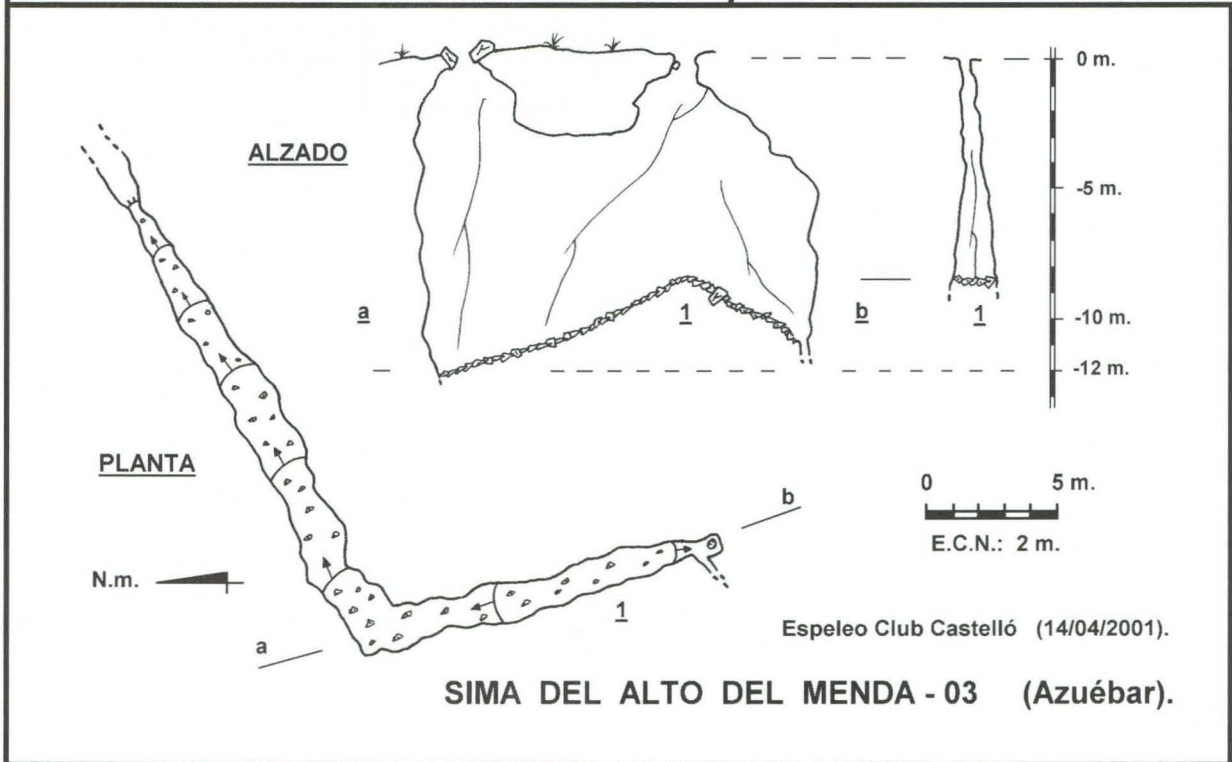 0 m.
ALZADO
-5 m.
a
1
b
1
-10 m.
-12 m.
PLANTA
0 5 m.
b
E.C.N.: 2 m.
N.m.
1
Espeleo Club Castelló (14/04/2001).
a
SIMA DEL ALTO DEL MENDA - 03 (Azuébar).